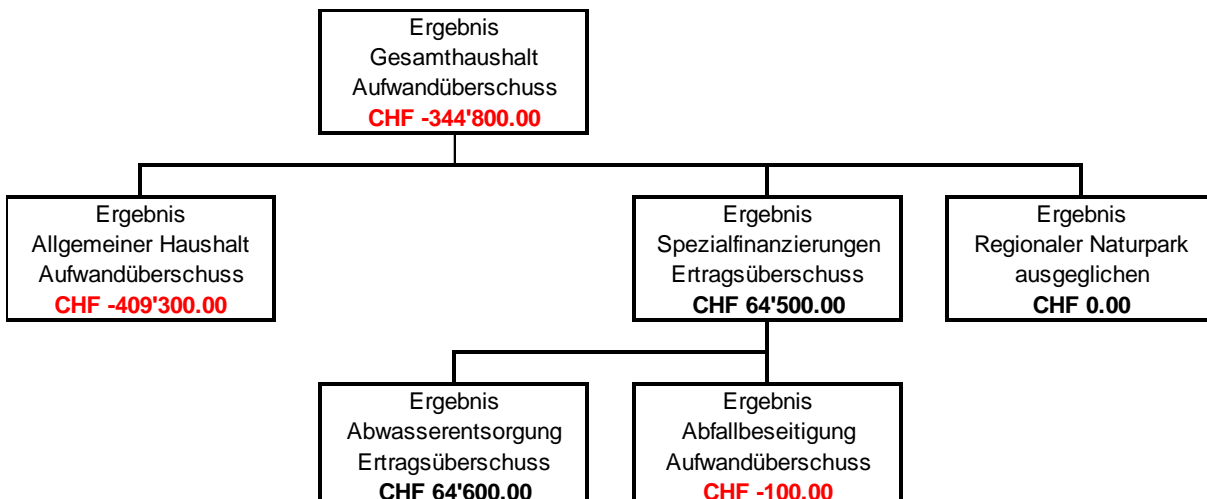 Ergebnis
Gesamthaushalt
Aufwandüberschuss
CHF -344'800.00
Ergebnis
Allgemeiner Haushalt
Aufwandüberschuss
CHF -409'300.00
Ergebnis
Spezialfinanzierungen
Ertragsüberschuss
CHF 64'500.00
Ergebnis
Regionaler Naturpark
ausgeglichen
CHF 0.00
Ergebnis
Abwasserentsorgung
Ertragsüberschuss
CHF 64'600.00
Ergebnis
Abfallbeseitigung
Aufwandüberschuss
CHF -100.00